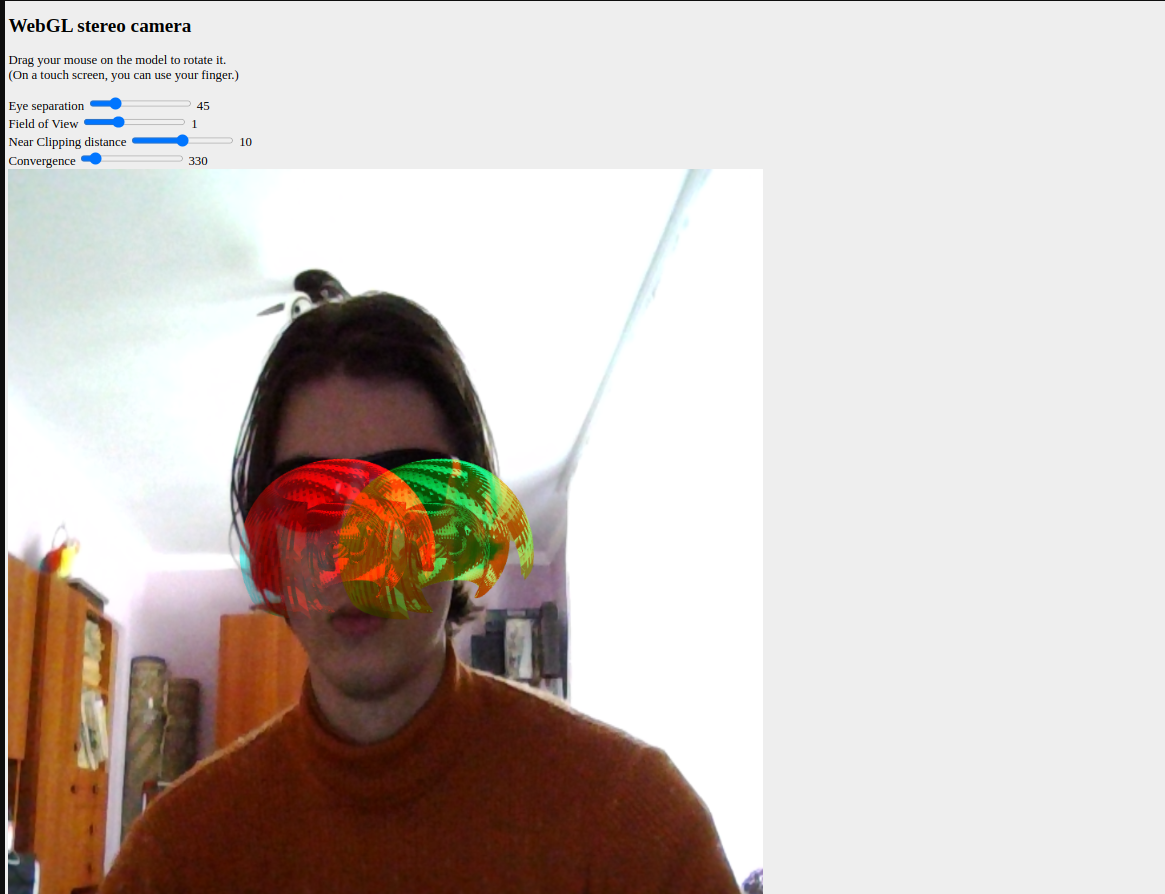 WebGL stereo camera
Drag your mouse on the model to rotate it.
(On a touch screen, you can use your finger.)
Eye separation 45
Field of View 1
Near Clipping distance 10
Convergence 330